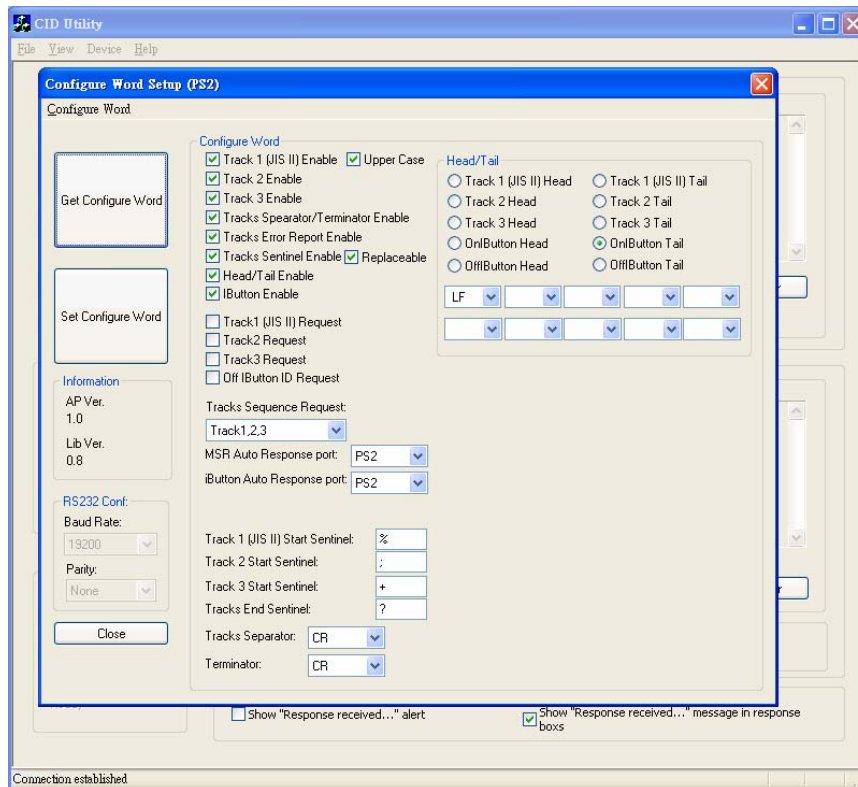 CID Utility
File View Device Help
Configure Word Setup (PS2)
Configure Word
Get Configure Word
Set Configure Word
Information
AP Ver.
1.0
Lib Ver.
0.8
RS232 Conf:
Baud Rate:
19200
Parity:
None
Close
Configure Word
Track 1 (JIS II) Enable Upper Case
Track 2 Enable
Track 3 Enable
Tracks Spearator/Terminator Enable
Tracks Error Report Enable
Tracks Sentinel Enable Replaceable
Head/Tail Enable
IButton Enable
Track1 (JIS II) Request
Track2 Request
Track3 Request
Off IButton ID Request
Tracks Sequence Request:
Track1,2,3
MSR Auto Response port: PS2
iButton Auto Response port: PS2
Track 1 (JIS II) Start Sentinel: %
Track 2 Start Sentinel: ;
Track 3 Start Sentinel: +
Tracks End Sentinel: ?
Tracks Separator: CR
Terminator: CR
Head/Tail
Track 1 (JIS II) Head Track 1 (JIS II) Tail
Track 2 Head Track 2 Tail
Track 3 Head Track 3 Tail
OnIButton Head OnIButton Tail
OffIButton Head OffIButton Tail
LF
Show "Response received..." alert
Show "Response received..." message in response
boxs
Connection established